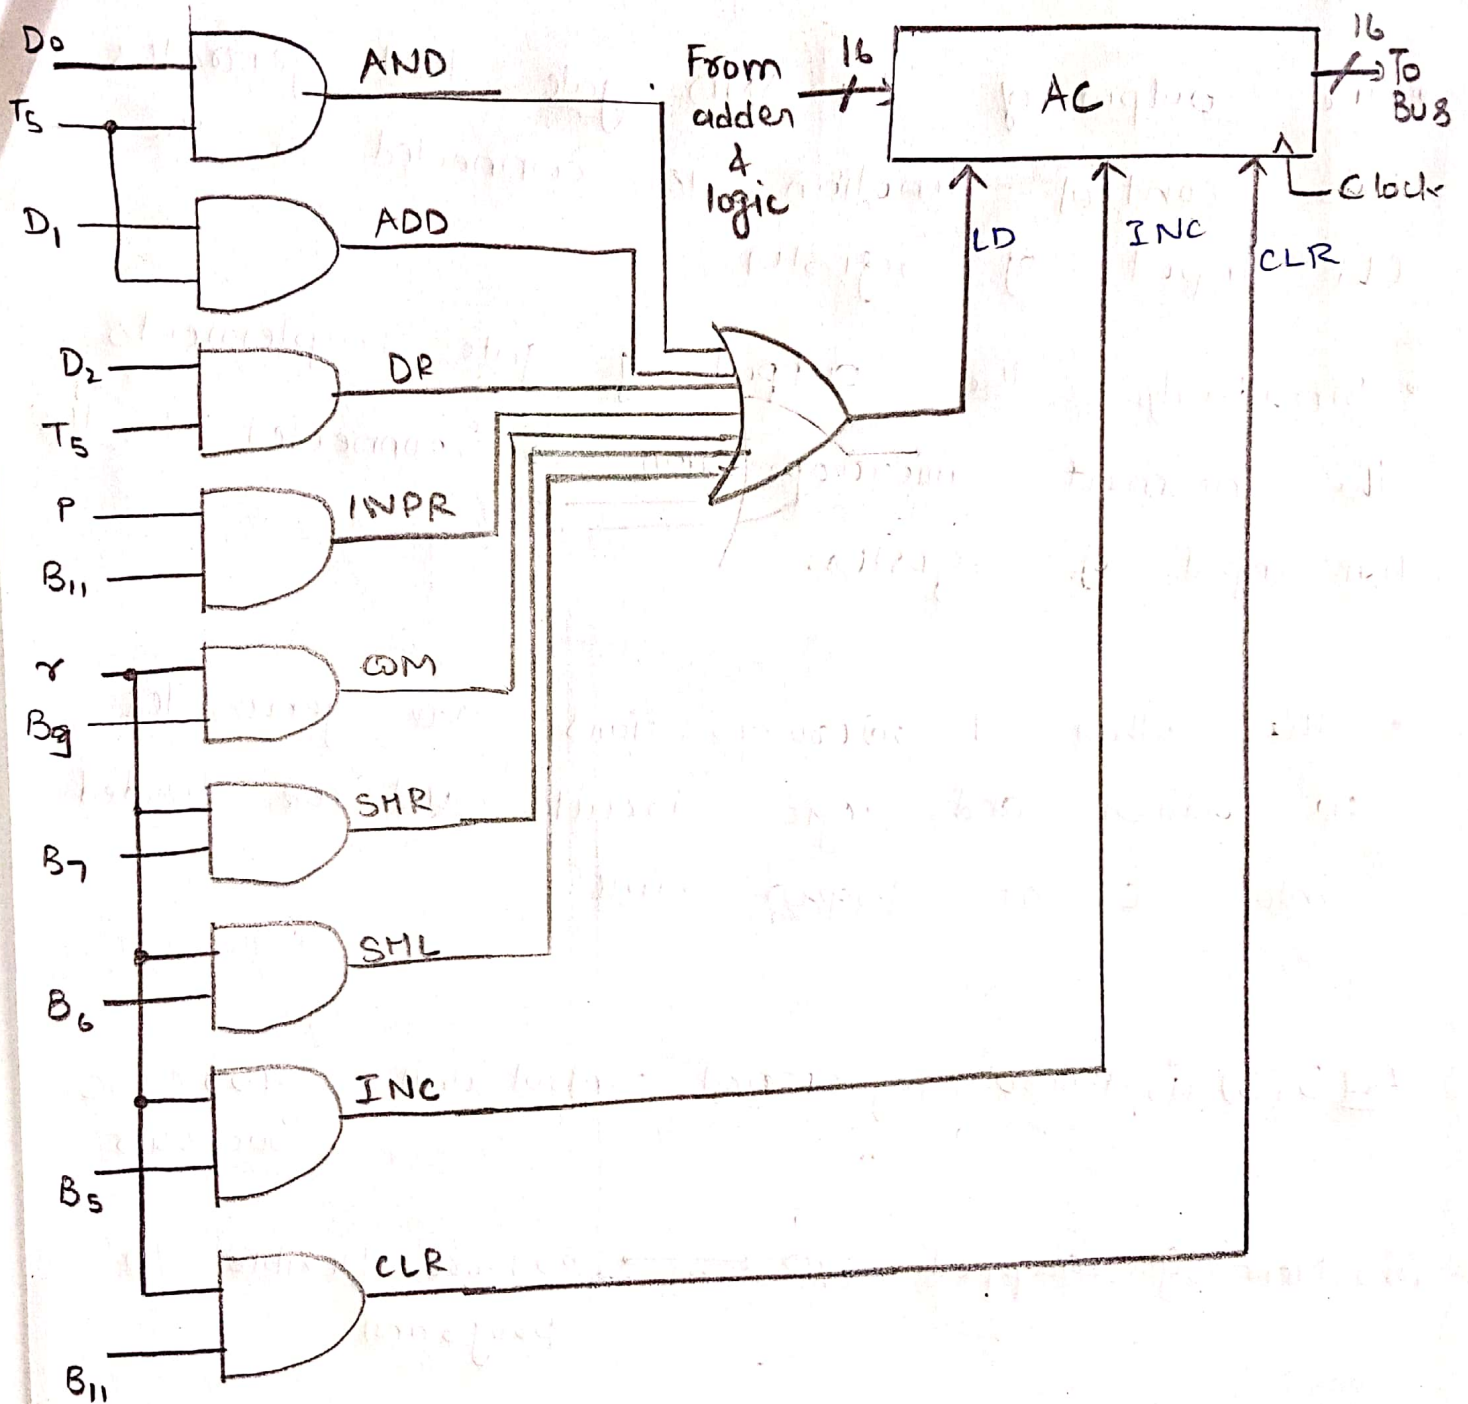 D₀
AND
T₅
From
adder
&
logic
16
AC
16
To
Bus
Clock
LD
INC
CLR
D₁
ADD
D₂
DR
T₅
P
INPR
B₁₁
r
COM
B₉
SHR
B₇
SHL
B₆
INC
B₅
CLR
B₁₁